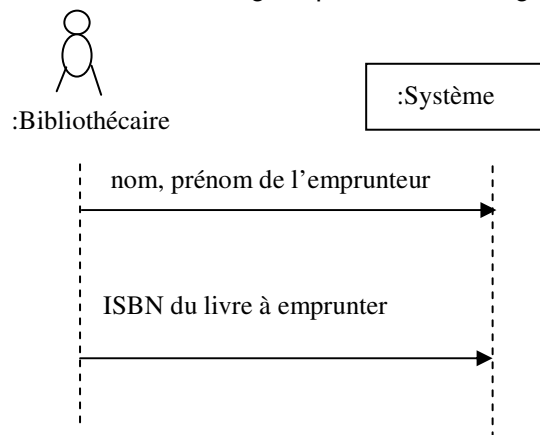 :Système
:Bibliothécaire
nom, prénom de l’emprunteur
ISBN du livre à emprunter